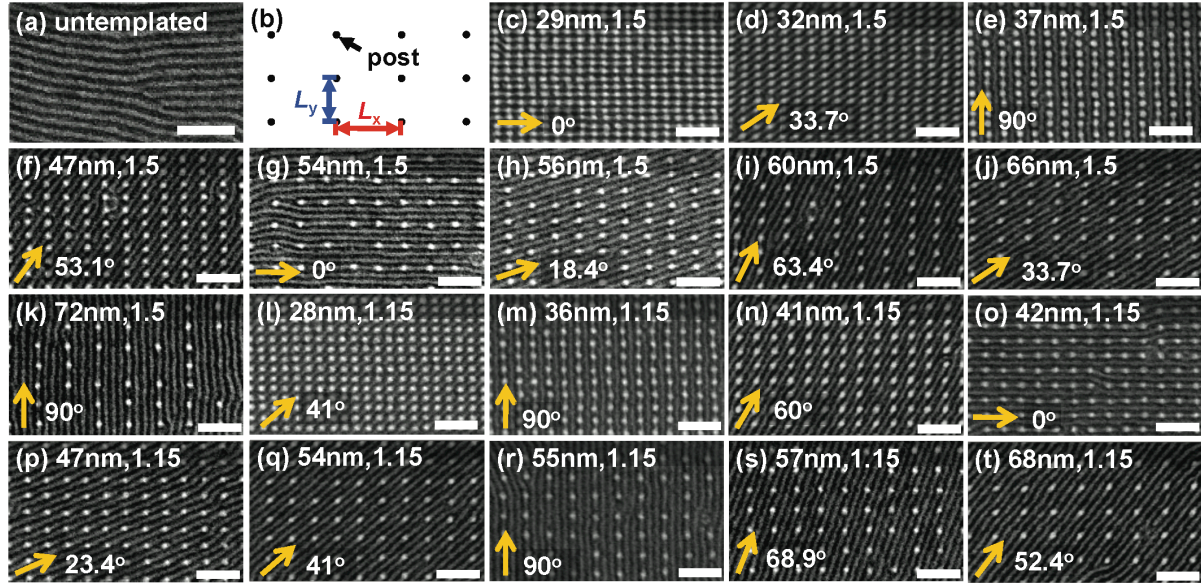 (a) untemplated
(b)
post
Ly
Lx
(c) 29nm,1.5
0°
(d) 32nm,1.5
33.7°
(e) 37nm,1.5
90°
(f) 47nm,1.5
53.1°
(g) 54nm,1.5
0°
(h) 56nm,1.5
18.4°
(i) 60nm,1.5
63.4°
(j) 66nm,1.5
33.7°
(k) 72nm,1.5
90°
(l) 28nm,1.15
41°
(m) 36nm,1.15
90°
(n) 41nm,1.15
60°
(o) 42nm,1.15
0°
(p) 47nm,1.15
23.4°
(q) 54nm,1.15
41°
(r) 55nm,1.15
90°
(s) 57nm,1.15
68.9°
(t) 68nm,1.15
52.4°